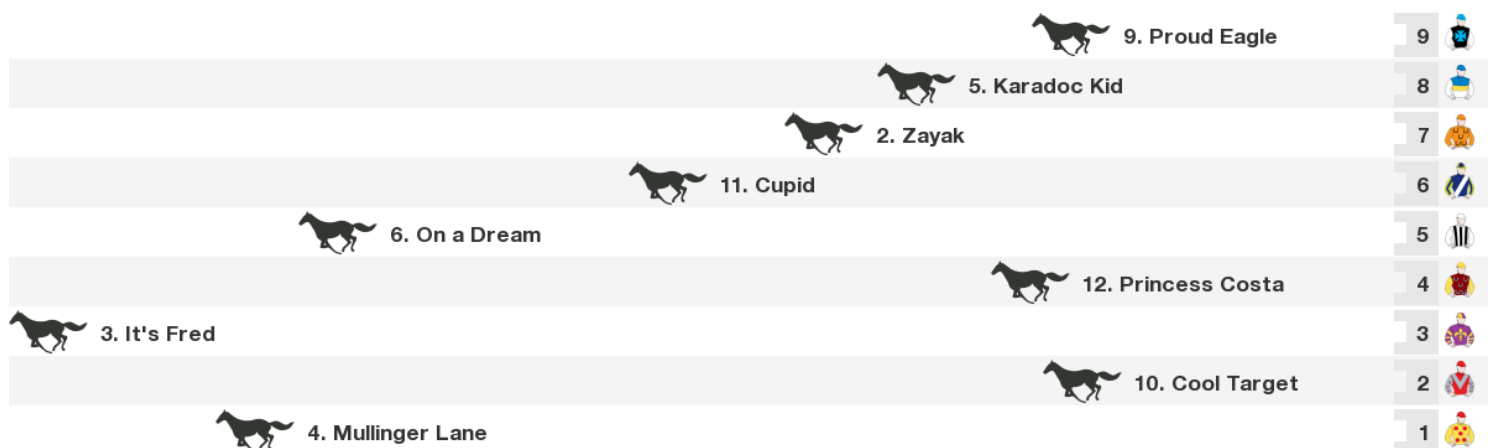 9. Proud Eagle 9
5. Karadoc Kid 8
2. Zayak 7
11. Cupid 6
6. On a Dream 5
12. Princess Costa 4
3. It's Fred 3
10. Cool Target 2
4. Mullinger Lane 1